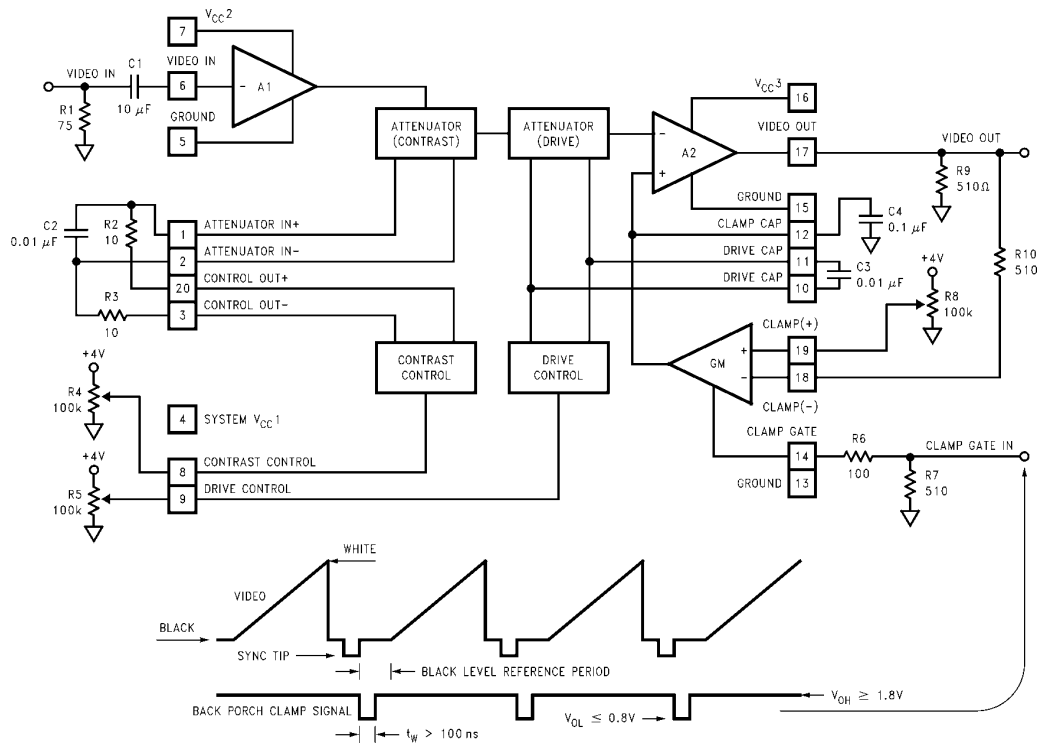 VCC2
7
VIDEO IN
C1
VIDEO IN
6
R1
75
10 µF
GROUND
5
−
A1
ATTENUATOR
(CONTRAST)
ATTENUATOR
(DRIVE)
−
+
A2
VCC3
16
VIDEO OUT
17
VIDEO OUT
R9
510Ω
GROUND
15
CLAMP CAP
12
C4
0.1 µF
DRIVE CAP
11
C3
0.01 µF
DRIVE CAP
10
R10
510
C2
0.01 µF
R2
10
ATTENUATOR IN+
1
ATTENUATOR IN-
2
CONTROL OUT+
20
CONTROL OUT-
3
R3
10
CONTRAST
CONTROL
DRIVE
CONTROL
GM
+
−
CLAMP(+)
19
18
CLAMP(-)
+4V
R8
100k
+4V
R4
100k
4
SYSTEM VCC1
CONTRAST CONTROL
8
+4V
R5
100k
DRIVE CONTROL
9
CLAMP GATE
14
R6
100
CLAMP GATE IN
R7
510
GROUND
13
WHITE
VIDEO
BLACK
SYNC TIP
BLACK LEVEL REFERENCE PERIOD
BACK PORCH CLAMP SIGNAL
VOL ≤ 0.8V
VOH ≥ 1.8V
tW > 100 ns